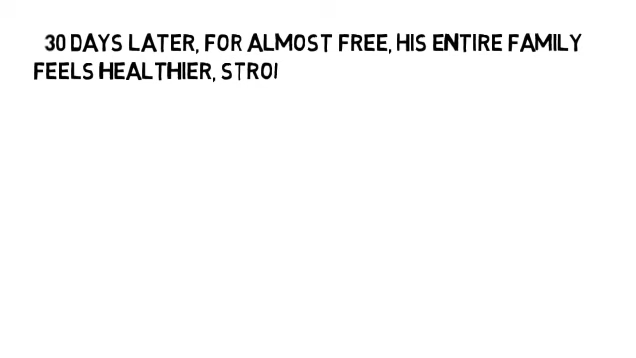 30 DAYS LATER, FOR ALMOST FREE, HIS ENTIRE FAMILY
FEELS HEALTHIER,